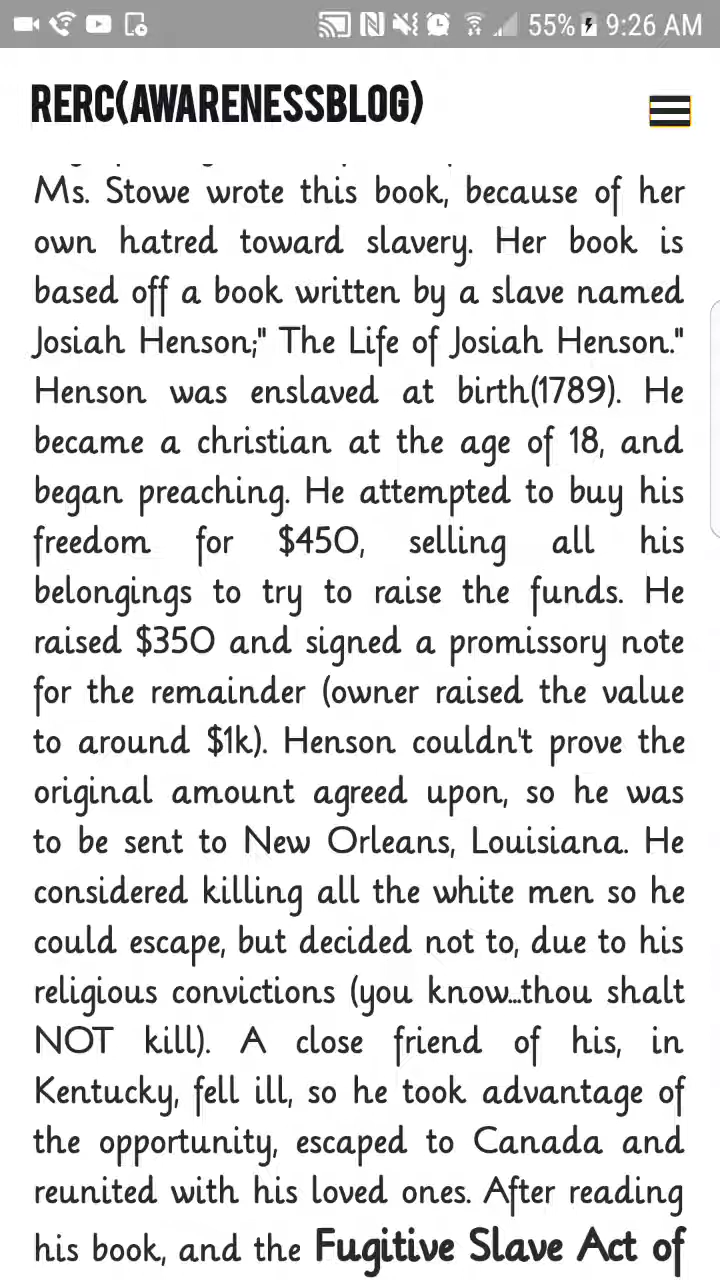 55% 9:26 AM
RERC(AWARENESSBLOG)
Ms. Stowe wrote this book, because of her
own hatred toward slavery. Her book is
based off a book written by a slave named
Josiah Henson;" The Life of Josiah Henson."
Henson was enslaved at birth(1789). He
became a christian at the age of 18, and
began preaching. He attempted to buy his
freedom for $450, selling all his
belongings to try to raise the funds. He
raised $350 and signed a promissory note
for the remainder (owner raised the value
to around $1k). Henson couldn't prove the
original amount agreed upon, so he was
to be sent to New Orleans, Louisiana. He
considered killing all the white men so he
could escape, but decided not to, due to his
religious convictions (you know...thou shalt
NOT kill). A close friend of his, in
Kentucky, fell ill, so he took advantage of
the opportunity, escaped to Canada and
reunited with his loved ones. After reading
his book, and the Fugitive Slave Act of